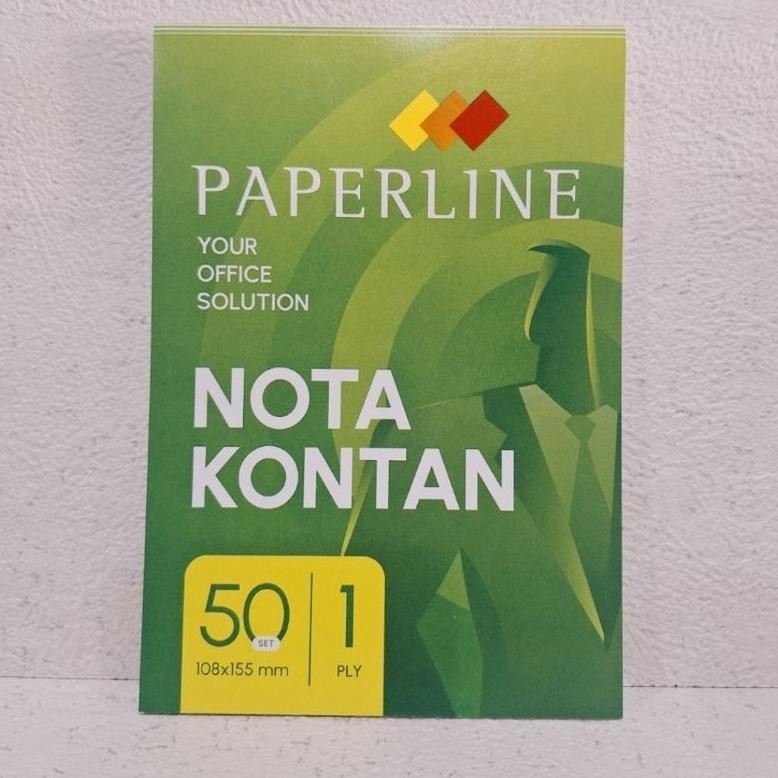 PAPERLINE
YOUR
OFFICE
SOLUTION
NOTA
KONTAN
50 SET
108x155 mm
1
PLY